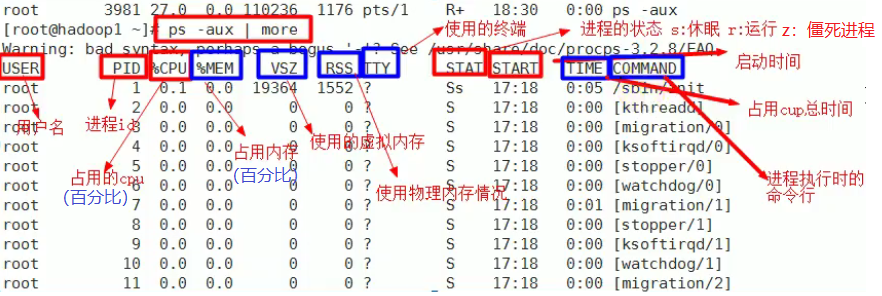 root 3981 27.0 0.0 110236 1176 pts/1 R+ 18:30 0:00 ps -aux
使用的终端 进程的状态 s:休眠 r:运行 z: 僵死进程
[root@hadoop1 ~]# ps -aux | more
Warning: bad syntax, perhaps a bogus '-'? See /usr/share/doc/procps-3.2.8/FAQ
启动时间
USER PID %CPU %MEM VSZ RSS TTY STAT START TIME COMMAND
root 1 0.1 0.0 19364 1552 ? Ss 17:18 0:05 /sbin/init
root 2 0.0 0.0 0 0 ? S 17:18 0:00 [kthreadd]
占用cup总时间
用户名 进程id
root 3 0.0 0.0 0 0 ? S 17:18 0:00 [migration/0]
使用的虚拟内存
root 4 0.0 0 0 ? S 17:18 0:00 [ksoftirqd/0]
占用内存
root 5 0.0 0 0 ? S 17:18 0:00 [stopper/0]
占用的cpu (百分比)
root 6 0.0 0 0 ? S 17:18 0:00 [watchdog/0]
(百分比) 使用物理内存情况 进程执行时的
命令行
root 7 0.0 0.0 0 0 ? S 17:18 0:01 [migration/1]
root 8 0.0 0.0 0 0 ? S 17:18 0:00 [stopper/1]
root 9 0.0 0.0 0 0 ? S 17:18 0:00 [ksoftirqd/1]
root 10 0.0 0.0 0 0 ? S 17:18 0:00 [watchdog/1]
root 11 0.0 0.0 0 0 ? S 17:18 0:00 [migration/2]